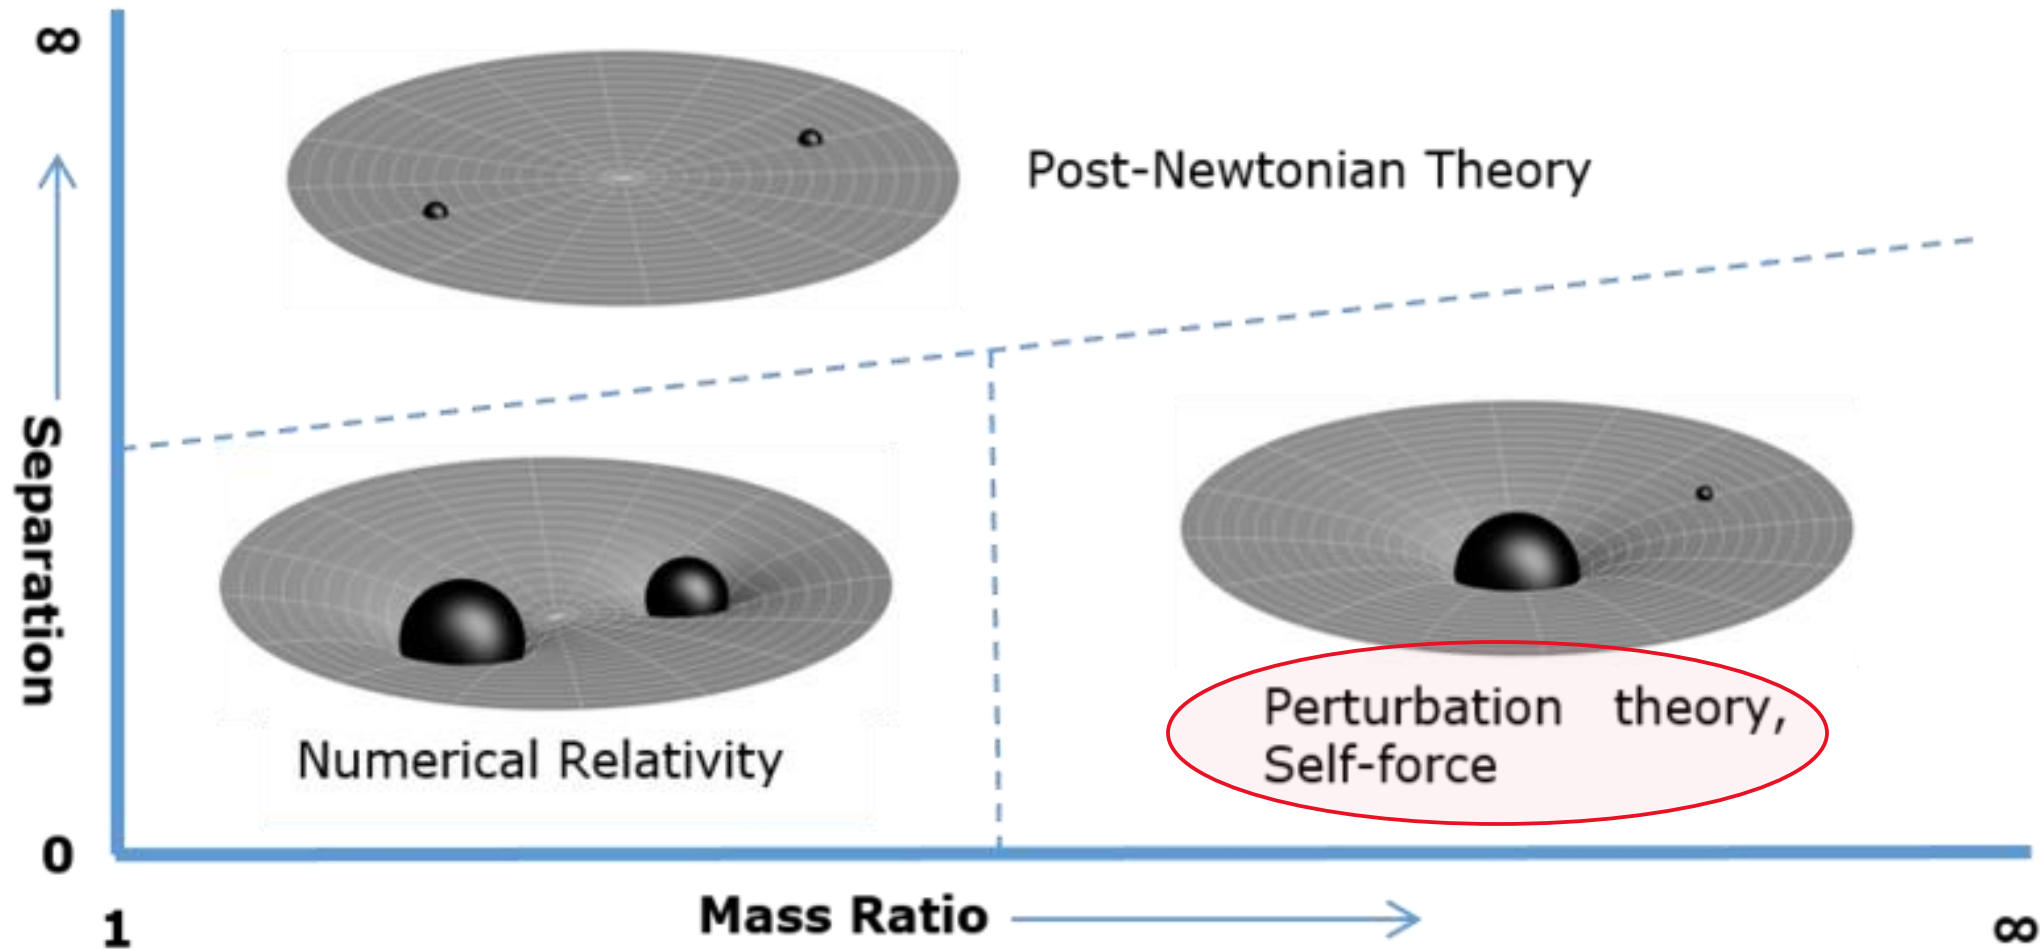 ∞
Post-Newtonian Theory
Separation
Numerical Relativity
Perturbation theory,
Self-force
0
1
Mass Ratio
∞